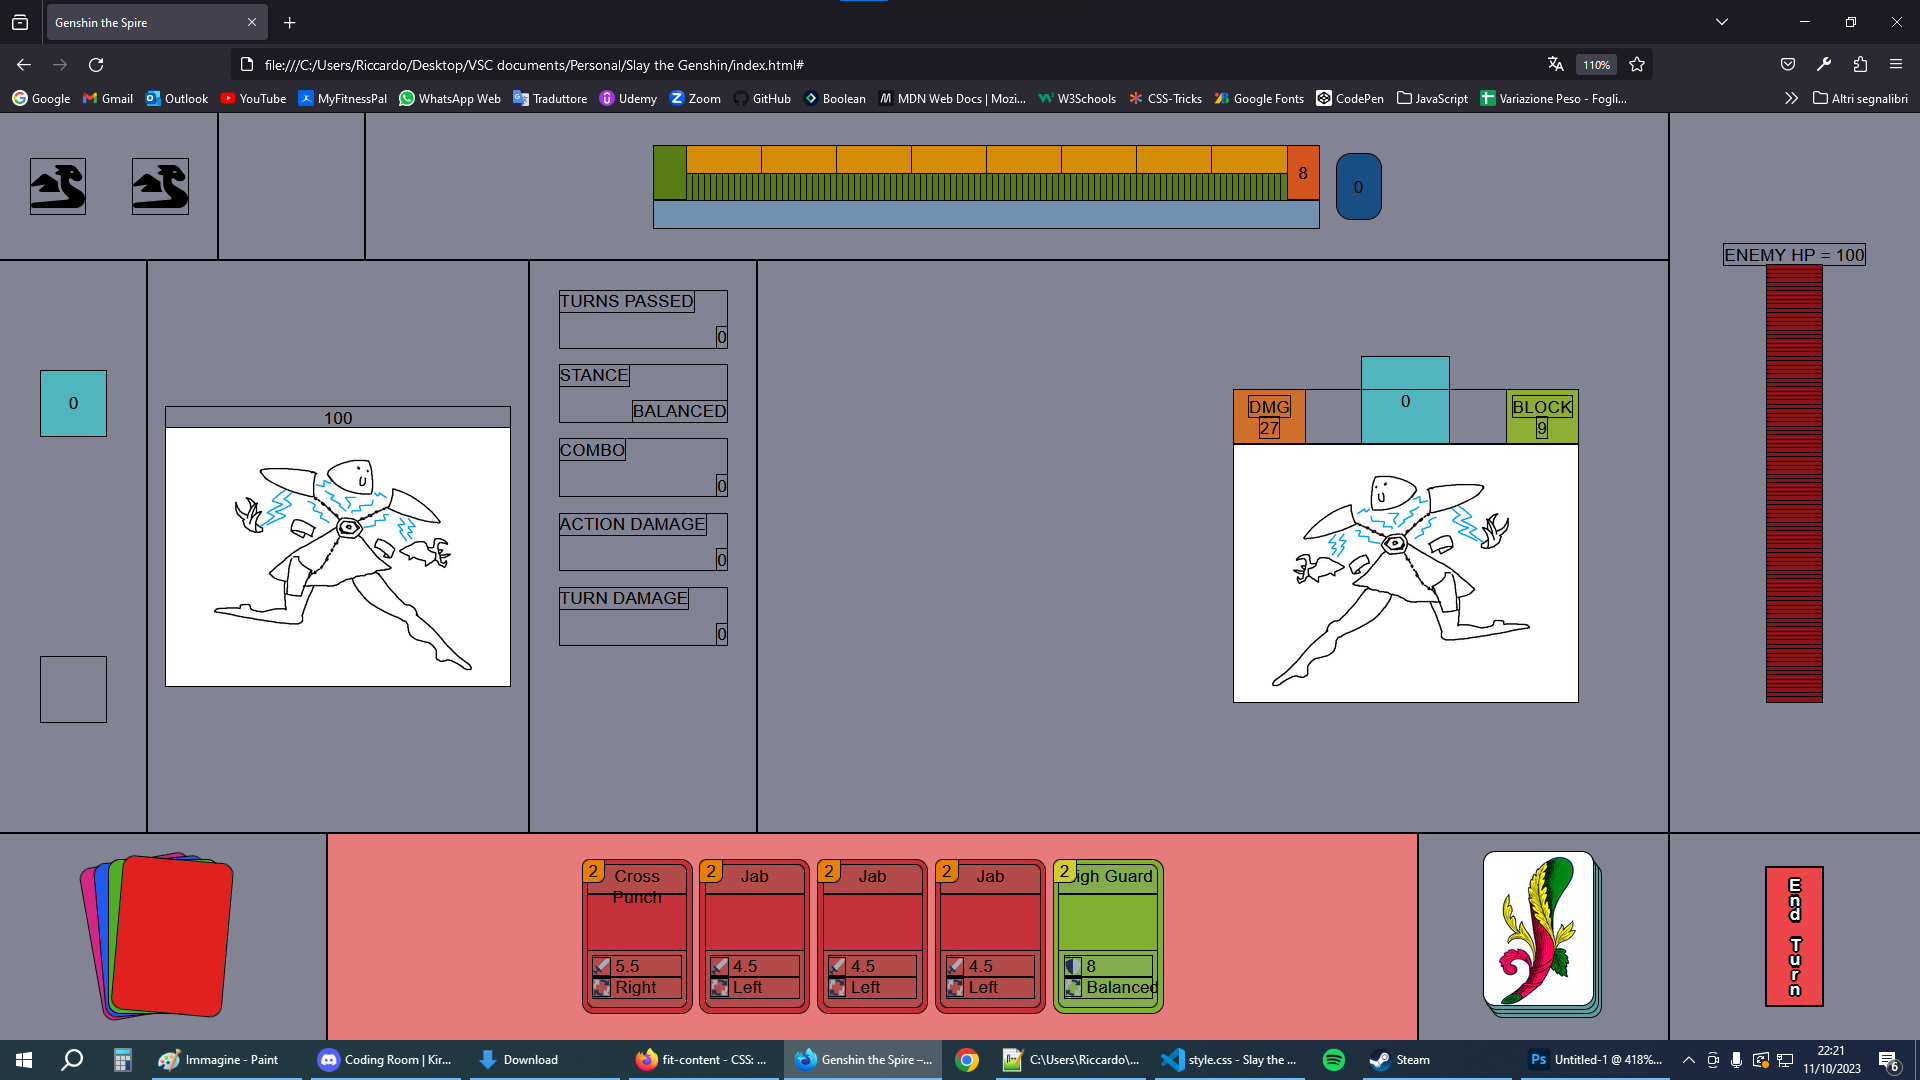 Genshin the Spire
file:///C:/Users/Riccardo/Desktop/VSC documents/Personal/Slay the Genshin/index.html#
110%
Google
Gmail
Outlook
YouTube
MyFitnessPal
WhatsApp Web
Traduttore
Udemy
Zoom
GitHub
Boolean
MDN Web Docs | Mozi...
W3Schools
CSS-Tricks
Google Fonts
CodePen
JavaScript
Variazione Peso - Fogli...
Altri segnalibri
8
0
ENEMY HP = 100
TURNS PASSED
0
STANCE
BALANCED
COMBO
0
ACTION DAMAGE
0
TURN DAMAGE
0
0
100
DMG
27
0
BLOCK
9
2
Cross
Punch
5.5
Right
2
Jab
4.5
Left
2
Jab
4.5
Left
2
Jab
4.5
Left
2
igh Guard
8
Balanced
End Turn
Immagine - Paint
Coding Room | Kir...
Download
fit-content - CSS: ...
Genshin the Spire –...
C:\Users\Riccardo\...
style.css - Slay the ...
Steam
Ps
Untitled-1 @ 418%...
22:21
11/10/2023
6